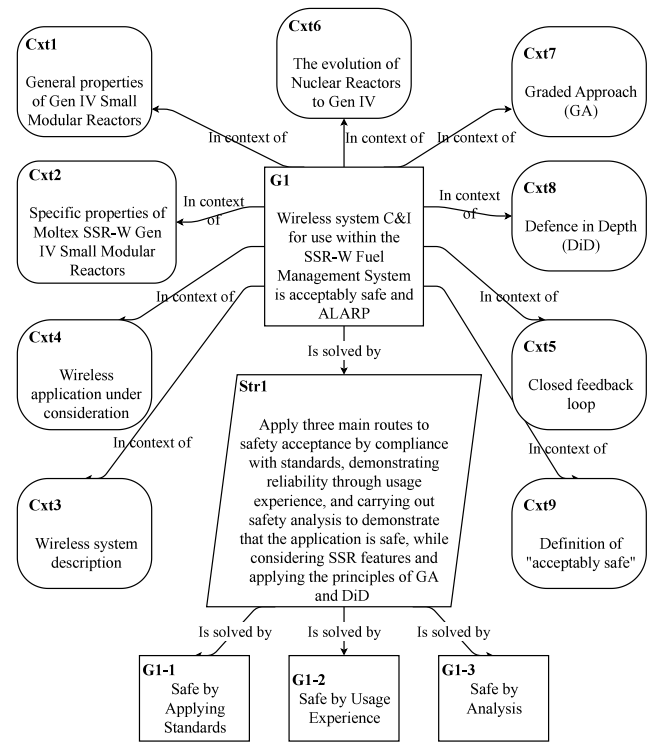 Cxt1
General properties
of Gen IV Small
Modular Reactors
Cxt6
The evolution of
Nuclear Reactors
to Gen IV
Cxt7
Graded Approach
(GA)
In context of
In context of
In context of
Cxt2
Specific properties of
Moltex SSR-W Gen
IV Small Modular
Reactors
In context
of
G1
Wireless system C&I
for use within the
SSR-W Fuel
Management System
is acceptably safe and
ALARP
In context
of
Cxt8
Defence in Depth
(DiD)
In context of
In context of
Cxt4
Wireless
application under
consideration
Is solved by
Cxt5
Closed feedback
loop
Str1
Apply three main routes to
safety acceptance by compliance
with standards, demonstrating
reliability through usage
experience, and carrying out
safety analysis to demonstrate
that the application is safe, while
considering SSR features and
applying the principles of GA
and DiD
In context of
In context of
Cxt3
Wireless system
description
Cxt9
Definition of
"acceptably safe"
Is solved by
Is solved by
Is solved by
G1-1
Safe by
Applying
Standards
G1-2
Safe by Usage
Experience
G1-3
Safe by
Analysis